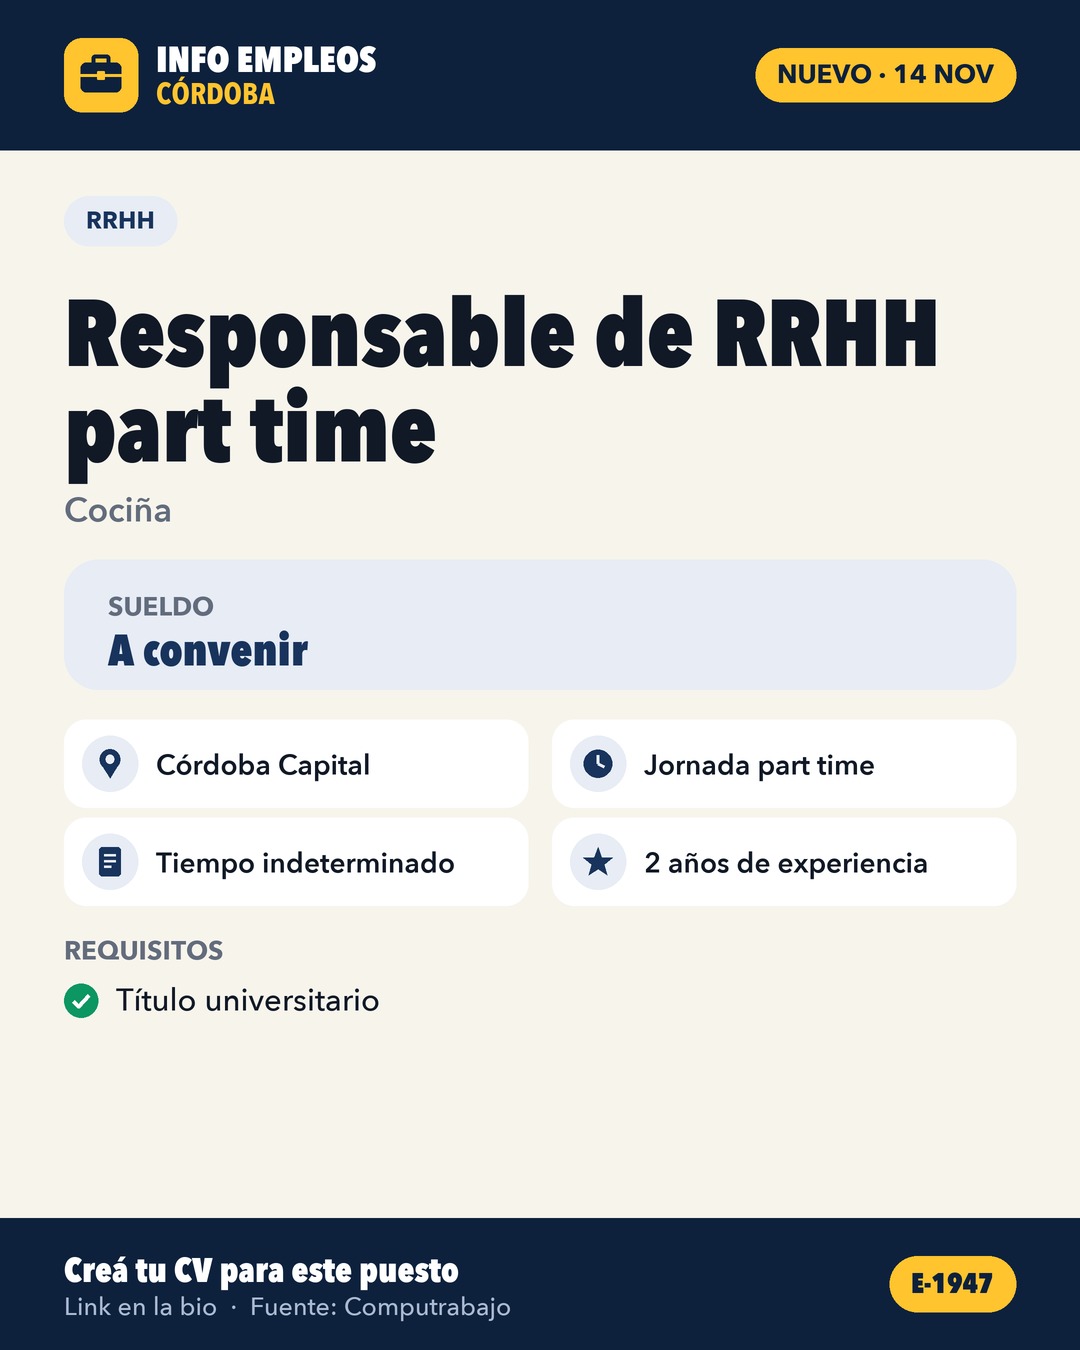 INFO EMPLEOS
CÓRDOBA
NUEVO · 14 NOV
RRHH
Responsable de RRHH
part time
Cociña
SUELDO
A convenir
Córdoba Capital
Jornada part time
Tiempo indeterminado
2 años de experiencia
REQUISITOS
Título universitario
Creá tu CV para este puesto
Link en la bio · Fuente: Computrabajo
E-1947